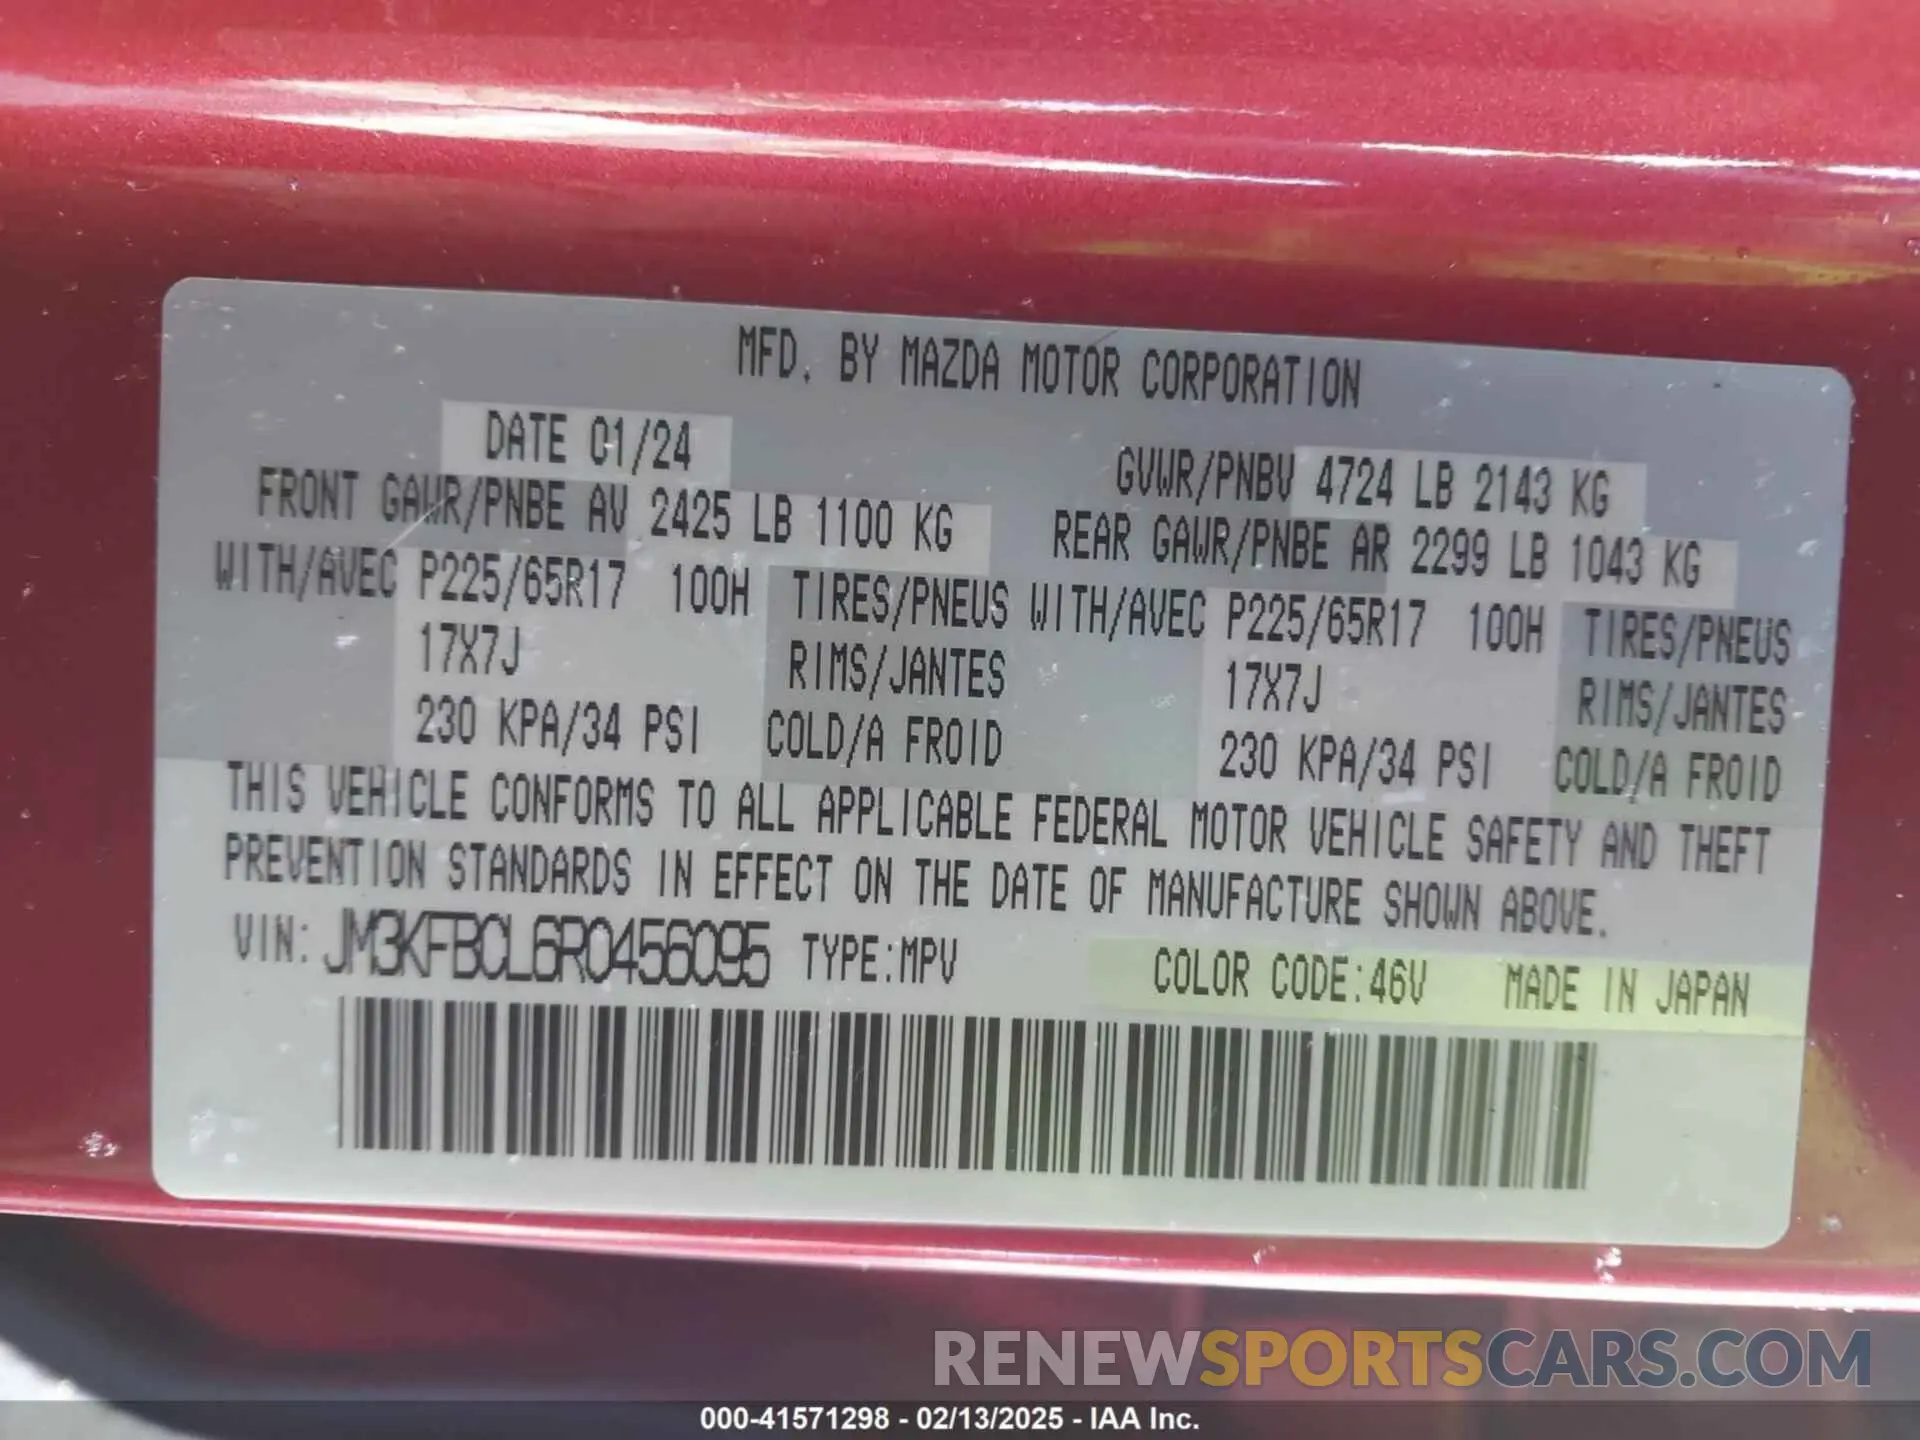 MFD. BY MAZDA MOTOR CORPORATION
DATE 01/24
GVWR/PNBV 4724 LB 2143 KG
FRONT GAWR/PNBE AV 2425 LB 1100 KG
REAR GAWR/PNBE AR 2299 LB 1043 KG
WITH/AVEC P225/65R17 100H TIRES/PNEUS WITH/AVEC P225/65R17 100H TIRES/PNEUS
17X7J RIMS/JANTES 17X7J RIMS/JANTES
230 KPA/34 PSI COLD/A FROID 230 KPA/34 PSI COLD/A FROID
THIS VEHICLE CONFORMS TO ALL APPLICABLE FEDERAL MOTOR VEHICLE SAFETY AND THEFT
PREVENTION STANDARDS IN EFFECT ON THE DATE OF MANUFACTURE SHOWN ABOVE.
VIN: JM3KFBCL6R0456095 TYPE:MPV COLOR CODE:46V MADE IN JAPAN
RENEWSPORTSCARS.COM
000-41571298 - 02/13/2025 - IAA Inc.